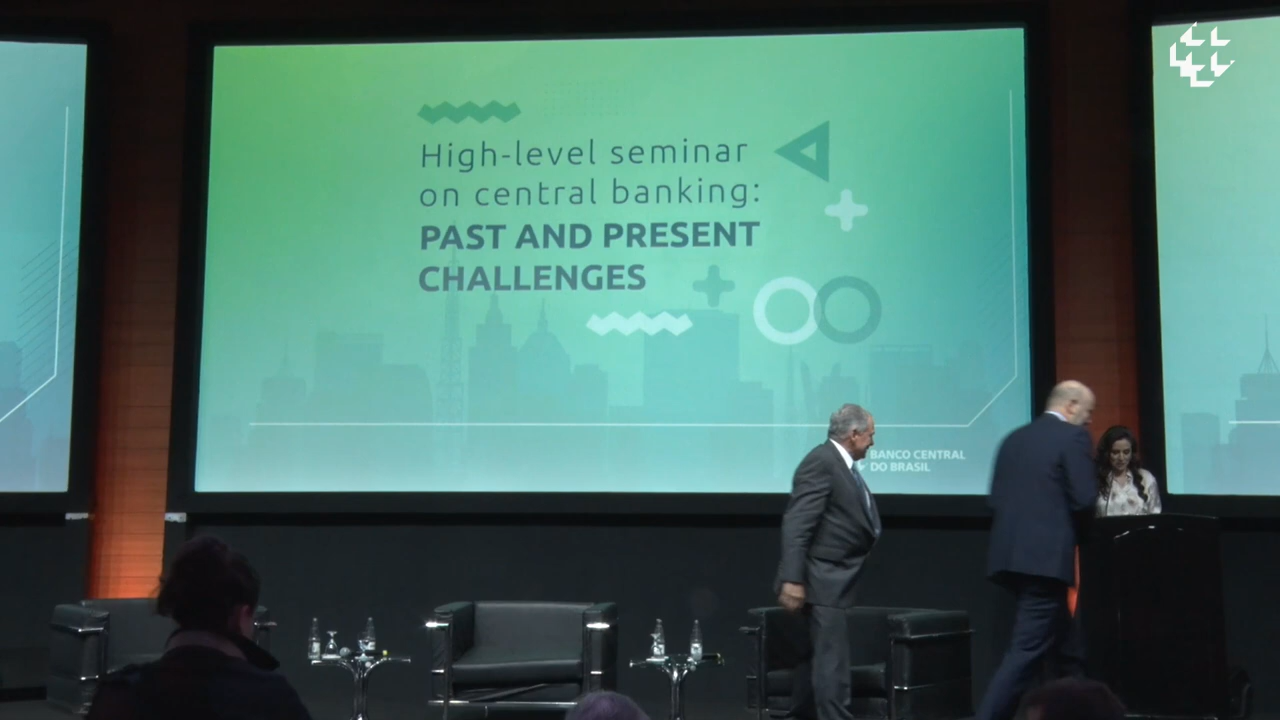 High-level seminar
on central banking:
PAST AND PRESENT
CHALLENGES
BANCO CENTRAL
DO BRASIL